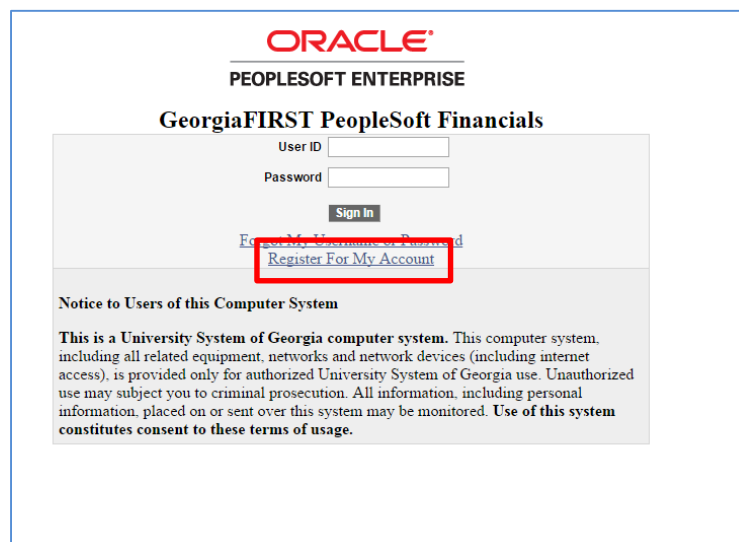 ORACLE®
PEOPLESOFT ENTERPRISE
GeorgiaFIRST PeopleSoft Financials
User ID
Password
Sign In
Forgot My Username or Password
Register For My Account
Notice to Users of this Computer System
This is a University System of Georgia computer system. This computer system,
including all related equipment, networks and network devices (including internet
access), is provided only for authorized University System of Georgia use. Unauthorized
use may subject you to criminal prosecution. All information, including personal
information, placed on or sent over this system may be monitored. Use of this system
constitutes consent to these terms of usage.